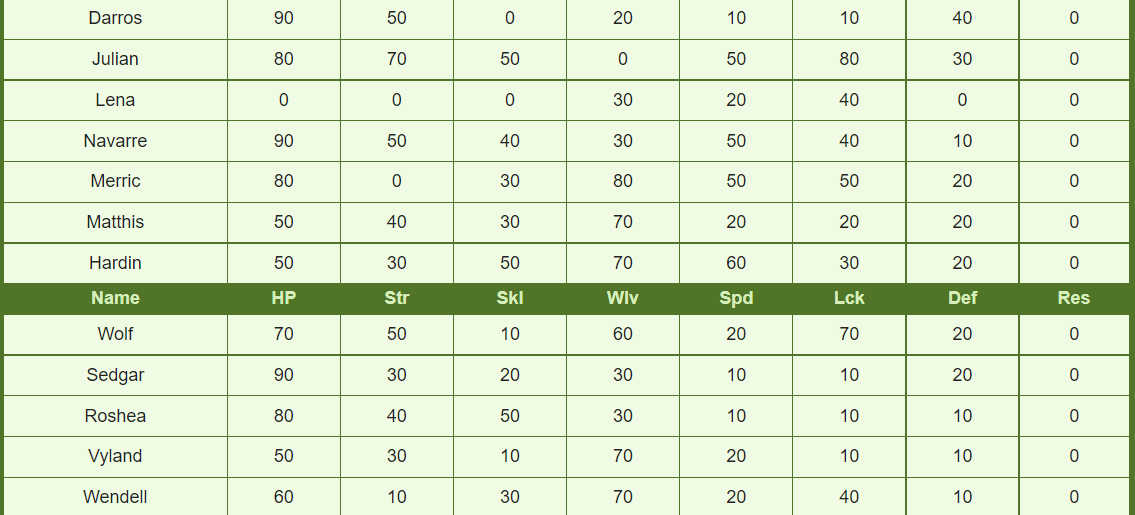 Darros 90 50 0 20 10 10 40 0
Julian 80 70 50 0 50 80 30 0
Lena 0 0 0 30 20 40 0 0
Navarre 90 50 40 30 50 40 10 0
Merric 80 0 30 80 50 50 20 0
Matthis 50 40 30 70 20 20 20 0
Hardin 50 30 50 70 60 30 20 0
Name HP Str Skl Wlv Spd Lck Def Res
Wolf 70 50 10 60 20 70 20 0
Sedgar 90 30 20 30 10 10 20 0
Roshea 80 40 50 30 10 10 10 0
Vyland 50 30 10 70 20 10 10 0
Wendell 60 10 30 70 20 40 10 0